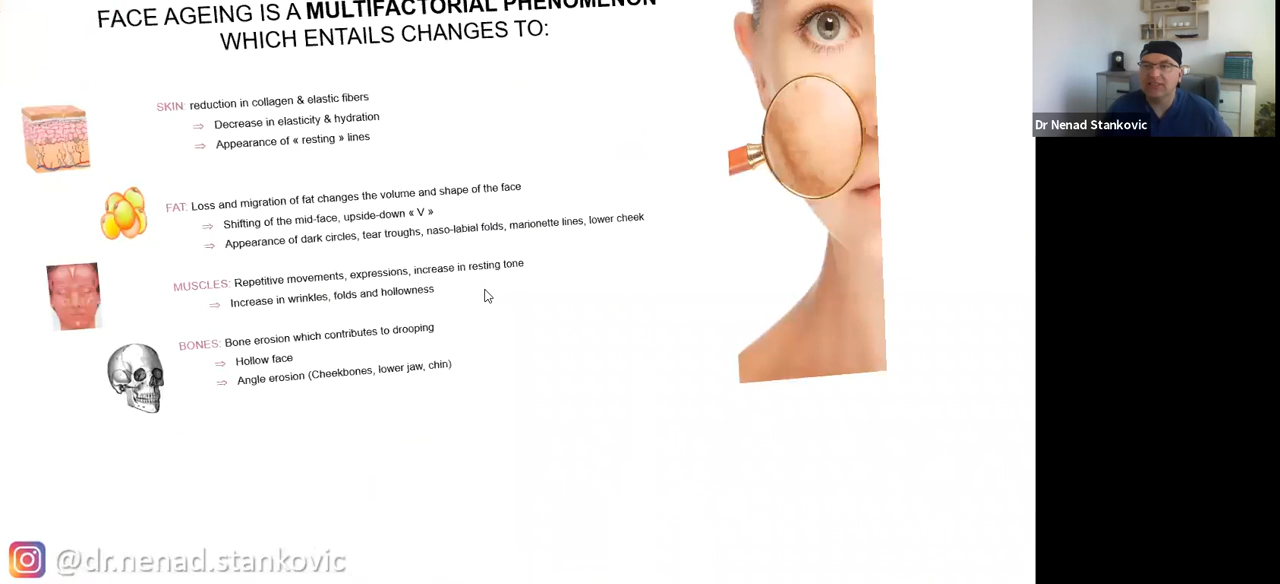 FACE AGEING IS A MULTIFACTORIAL PHENOMENON
WHICH ENTAILS CHANGES TO:
SKIN: reduction in collagen & elastic fibers
⇒ Decrease in elasticity & hydration
⇒ Appearance of « resting » lines
FAT: Loss and migration of fat changes the volume and shape of the face
⇒ Shifting of the mid-face, upside-down « V »
⇒ Appearance of dark circles, tear troughs, naso-labial folds, marionette lines, lower cheek
MUSCLES: Repetitive movements, expressions, increase in resting tone
⇒ Increase in wrinkles, folds and hollowness
BONES: Bone erosion which contributes to drooping
⇒ Hollow face
⇒ Angle erosion (Cheekbones, lower jaw, chin)
Dr Nenad Stankovic
@dr.nenad.stankovic